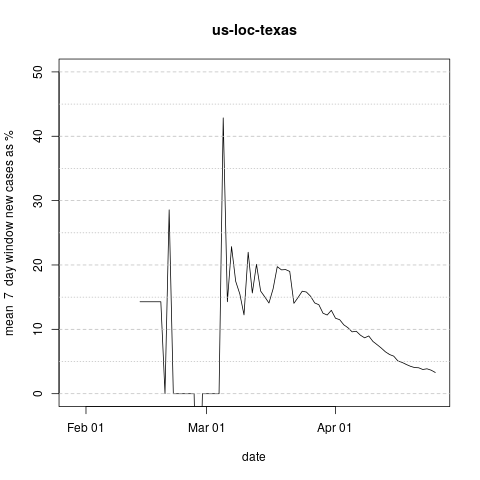 us-loc-texas
mean 7 day window new cases as %
50
40
30
20
10
0
Feb 01
Mar 01
Apr 01
date